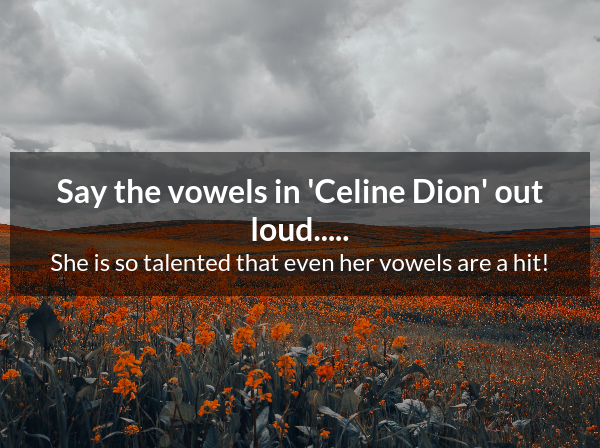 Say the vowels in 'Celine Dion' out
loud.....
She is so talented that even her vowels are a hit!